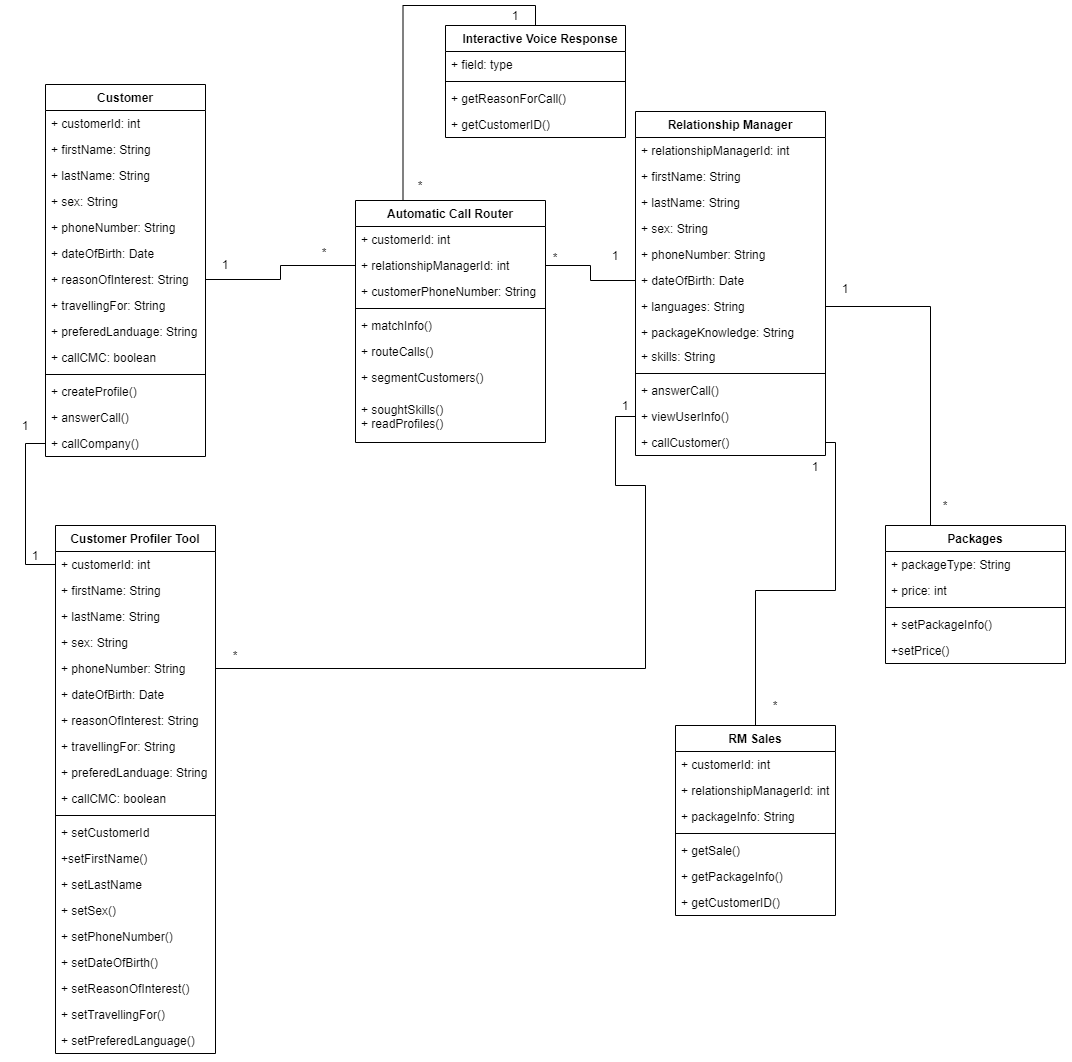 1
Interactive Voice Response
+ field: type
+ getReasonForCall()
+ getCustomerID()
Customer
+ customerId: int
+ firstName: String
+ lastName: String
+ sex: String
+ phoneNumber: String
+ dateOfBirth: Date
+ reasonOfInterest: String
+ travellingFor: String
+ preferedLanduage: String
+ callCMC: boolean
+ createProfile()
+ answerCall()
+ callCompany()
1
*
*
Automatic Call Router
+ customerId: int
+ relationshipManagerId: int
+ customerPhoneNumber: String
+ matchInfo()
+ routeCalls()
+ segmentCustomers()
+ soughtSkills()
+ readProfiles()
*
1
Relationship Manager
+ relationshipManagerId: int
+ firstName: String
+ lastName: String
+ sex: String
+ phoneNumber: String
+ dateOfBirth: Date
+ languages: String
+ packageKnowledge: String
+ skills: String
+ answerCall()
+ viewUserInfo()
+ callCustomer()
1
1
1
1
1
*
Customer Profiler Tool
+ customerId: int
+ firstName: String
+ lastName: String
+ sex: String
+ phoneNumber: String
+ dateOfBirth: Date
+ reasonOfInterest: String
+ travellingFor: String
+ preferedLanduage: String
+ callCMC: boolean
+ setCustomerId
+setFirstName()
+ setLastName
+ setSex()
+ setPhoneNumber()
+ setDateOfBirth()
+ setReasonOfInterest()
+ setTravellingFor()
+ setPreferedLanguage()
*
Packages
+ packageType: String
+ price: int
+ setPackageInfo()
+setPrice()
*
RM Sales
+ customerId: int
+ relationshipManagerId: int
+ packageInfo: String
+ getSale()
+ getPackageInfo()
+ getCustomerID()